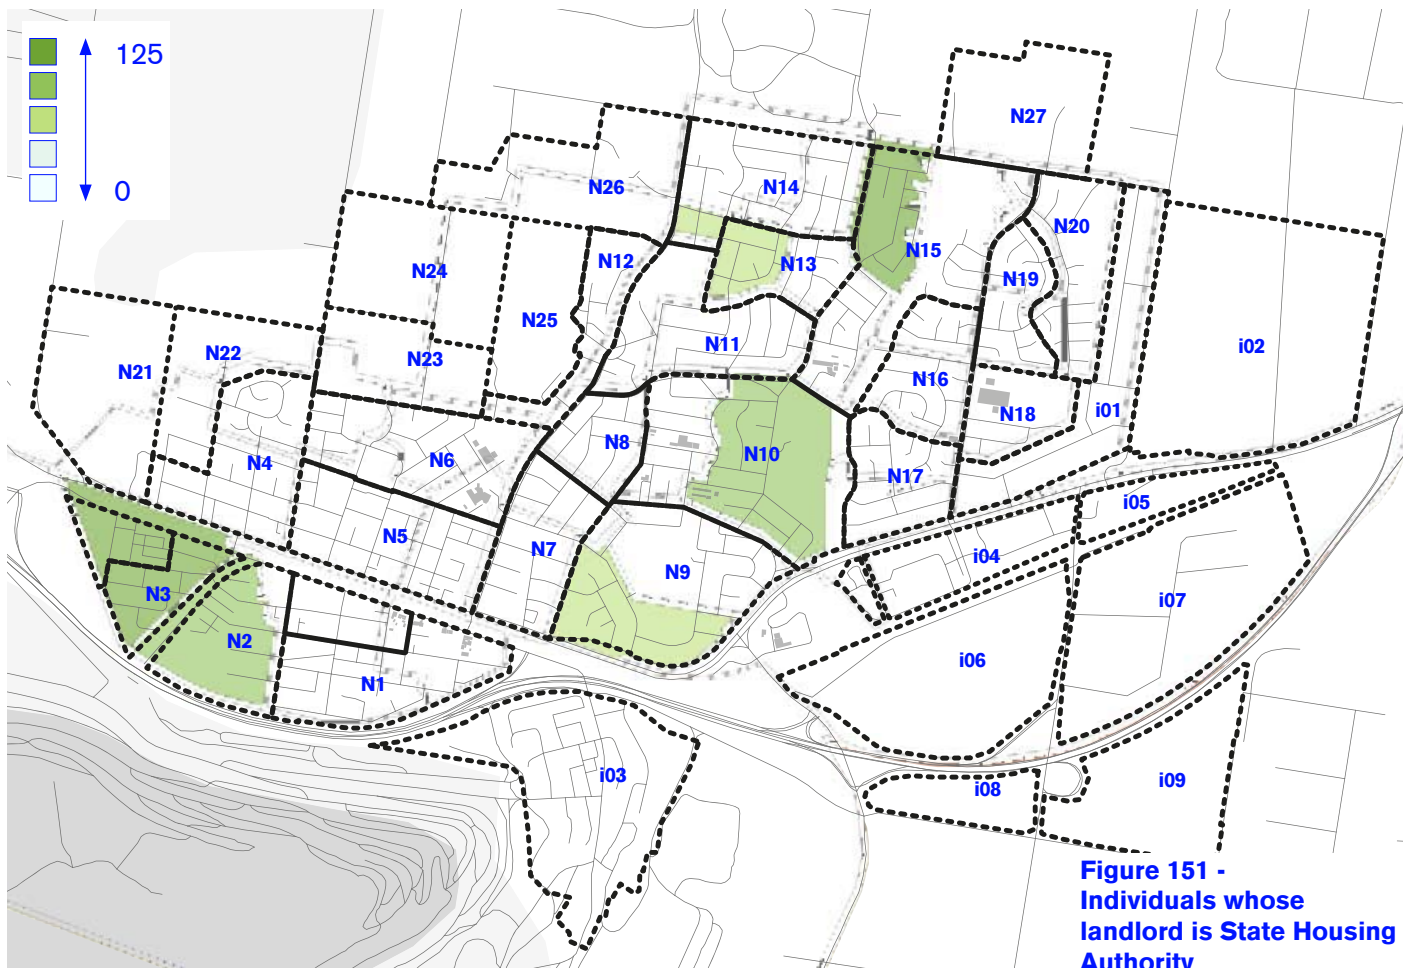 125
0
N27
N26
N14
N20
N15
N12
N13
N19
N24
N25
N11
N22
N23
N21
N16
i02
N18
i01
N8
N6
N10
N4
N17
i05
N5
N7
i04
N9
N3
i07
N2
i06
N1
i03
i08
i09
Figure 151 -
Individuals whose
landlord is State Housing
Authority